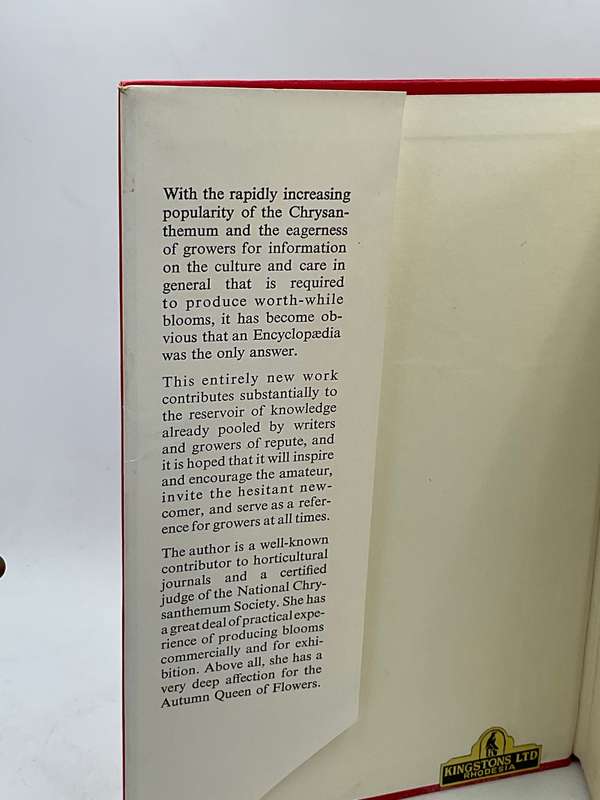 With the rapidly increasing
popularity of the Chrysan-
themum and the eagerness
of growers for information
on the culture and care in
general that is required
to produce worth-while
blooms, it has become ob-
vious that an Encyclopædia
was the only answer.
This entirely new work
contributes substantially to
the reservoir of knowledge
already pooled by writers
and growers of repute, and
it is hoped that it will inspire
and encourage the amateur,
invite the hesitant new-
comer, and serve as a refer-
ence for growers at all times.
The author is a well-known
contributor to horticultural
journals and a certified
judge of the National Chry-
santhemum Society. She has
a great deal of practical expe-
rience of producing blooms
commercially and for exhi-
bition. Above all, she has a
very deep affection for the
Autumn Queen of Flowers.
KINGSTONS LTD
RHODESIA